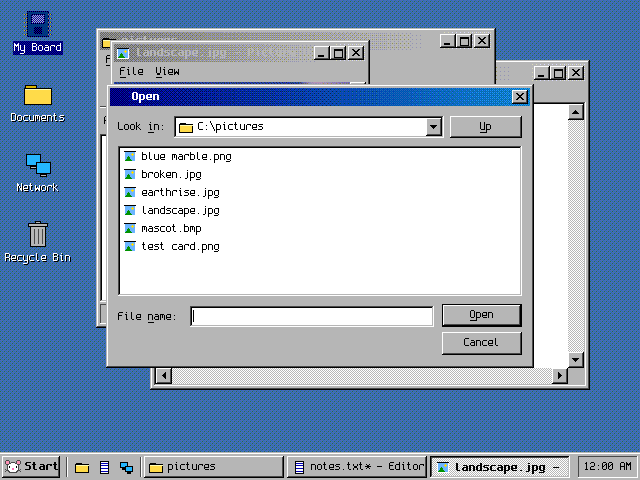 My Board
Documents
Network
Recycle Bin
pictures
landscape.jpg - Picture
File View
Open
Look in: C:\pictures Up
blue marble.png
broken.jpg
earthrise.jpg
landscape.jpg
mascot.bmp
test card.png
File name: Open
Cancel
Start pictures notes.txt* - Editor landscape.jpg - 12:00 AM